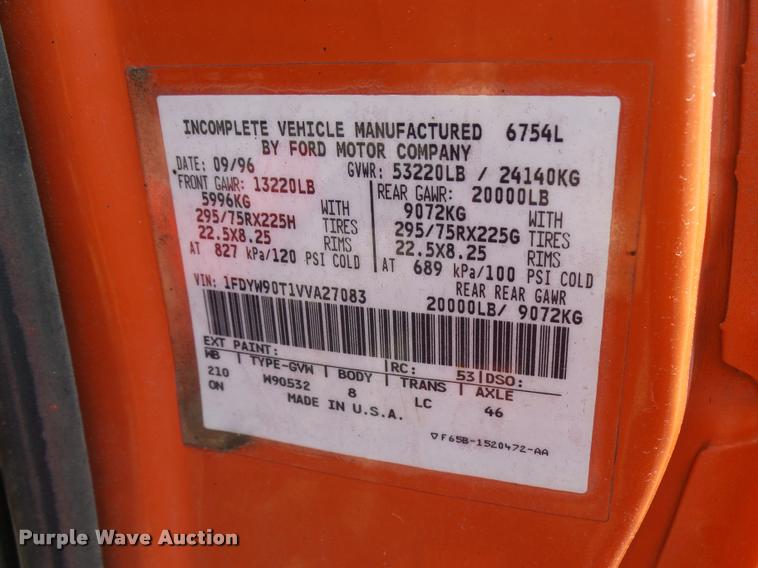 INCOMPLETE VEHICLE MANUFACTURED 6754L
BY FORD MOTOR COMPANY
DATE: 09/96 GVWR: 53220LB / 24140KG
FRONT GAWR: 13220LB REAR GAWR: 20000LB
5996KG WITH 9072KG WITH
295/75RX225H TIRES 295/75RX225G TIRES
22.5X8.25 RIMS 22.5X8.25 RIMS
AT 827 kPa/120 PSI COLD AT 689 kPa/100 PSI COLD
VIN: 1FDYW90T1VVA27083 REAR REAR GAWR
20000LB/ 9072KG
EXT PAINT: RC: 53 DSO:
WB TYPE-GVW BODY TRANS AXLE
210 W90532 8 LC 46
ON
MADE IN U.S.A.
▽F65B-1520472-AA
Purple Wave Auction